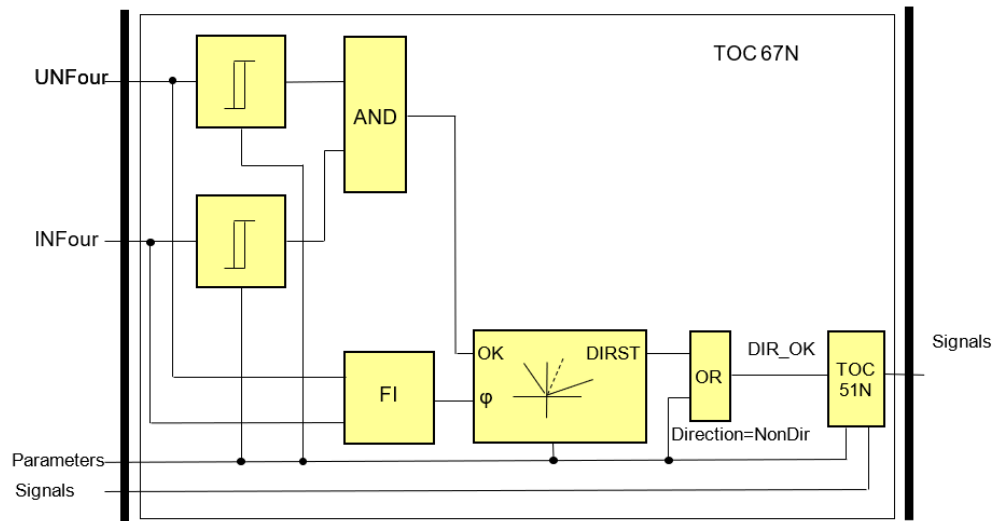 TOC 67N
UNFour
AND
INFour
OK
DIRST
φ
FI
OR
DIR_OK
TOC
51N
Signals
Direction=NonDir
Parameters
Signals